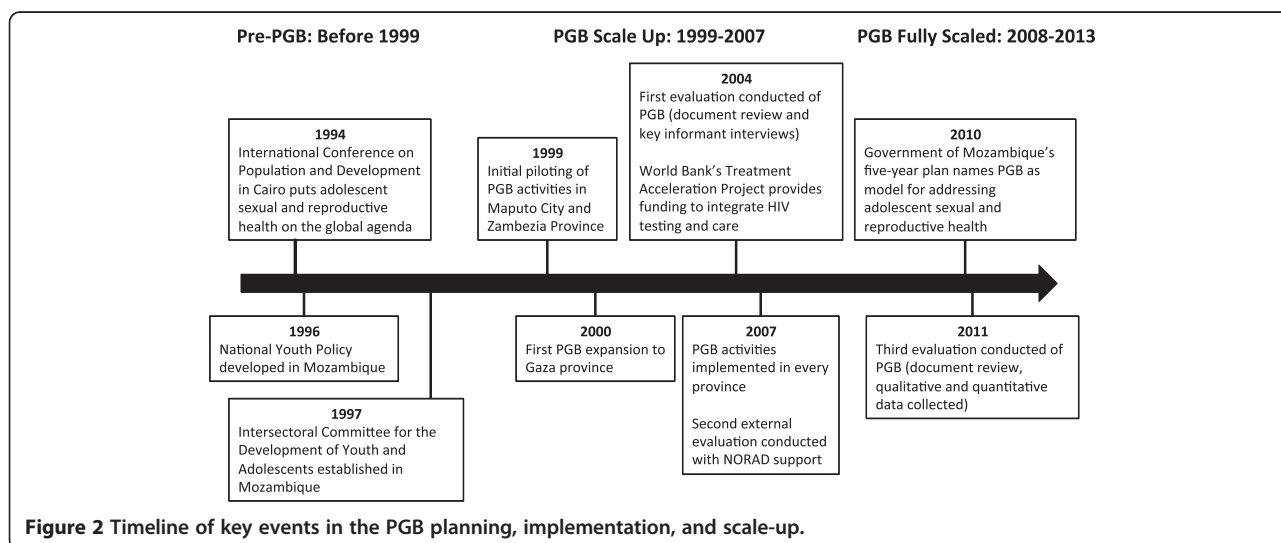 Pre-PGB: Before 1999
PGB Scale Up: 1999-2007
PGB Fully Scaled: 2008-2013
1994
International Conference on
Population and Development
in Cairo puts adolescent
sexual and reproductive
health on the global agenda
1999
Initial piloting of
PGB activities in
Maputo City and
Zambezia Province
2004
First evaluation conducted of
PGB (document review and
key informant interviews)
World Bank's Treatment
Acceleration Project provides
funding to integrate HIV
testing and care
2010
Government of Mozambique's
five-year plan names PGB as
model for addressing
adolescent sexual and
reproductive health
1996
National Youth Policy
developed in Mozambique
1997
Intersectoral Committee for the
Development of Youth and
Adolescents established in
Mozambique
2000
First PGB expansion to
Gaza province
2007
PGB activities
implemented in every
province
Second external
evaluation conducted
with NORAD support
2011
Third evaluation conducted of
PGB (document review,
qualitative and quantitative
data collected)
Figure 2 Timeline of key events in the PGB planning, implementation, and scale-up.